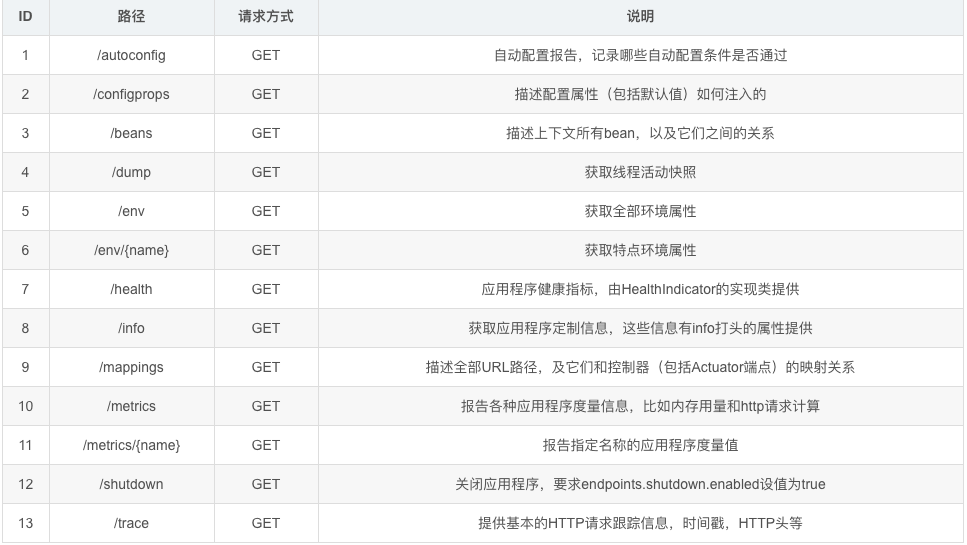 ID 路径 请求方式 说明
1 /autoconfig GET 自动配置报告，记录哪些自动配置条件是否通过
2 /configprops GET 描述配置属性（包括默认值）如何注入的
3 /beans GET 描述上下文所有bean，以及它们之间的关系
4 /dump GET 获取线程活动快照
5 /env GET 获取全部环境属性
6 /env/{name} GET 获取特点环境属性
7 /health GET 应用程序健康指标，由HealthIndicator的实现类提供
8 /info GET 获取应用程序定制信息，这些信息有info打头的属性提供
9 /mappings GET 描述全部URL路径，及它们和控制器（包括Actuator端点）的映射关系
10 /metrics GET 报告各种应用程序度量信息，比如内存用量和http请求计算
11 /metrics/{name} GET 报告指定名称的应用程序度量值
12 /shutdown GET 关闭应用程序，要求endpoints.shutdown.enabled设值为true
13 /trace GET 提供基本的HTTP请求跟踪信息，时间戳，HTTP头等